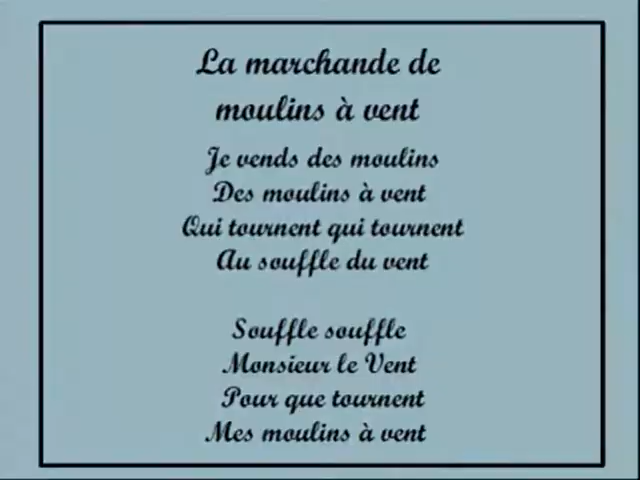 La marchande de
moulins à vent
Je vends des moulins
Des moulins à vent
Qui tournent qui tournent
Au souffle du vent
Souffle souffle
Monsieur le Vent
Pour que tournent
Mes moulins à vent